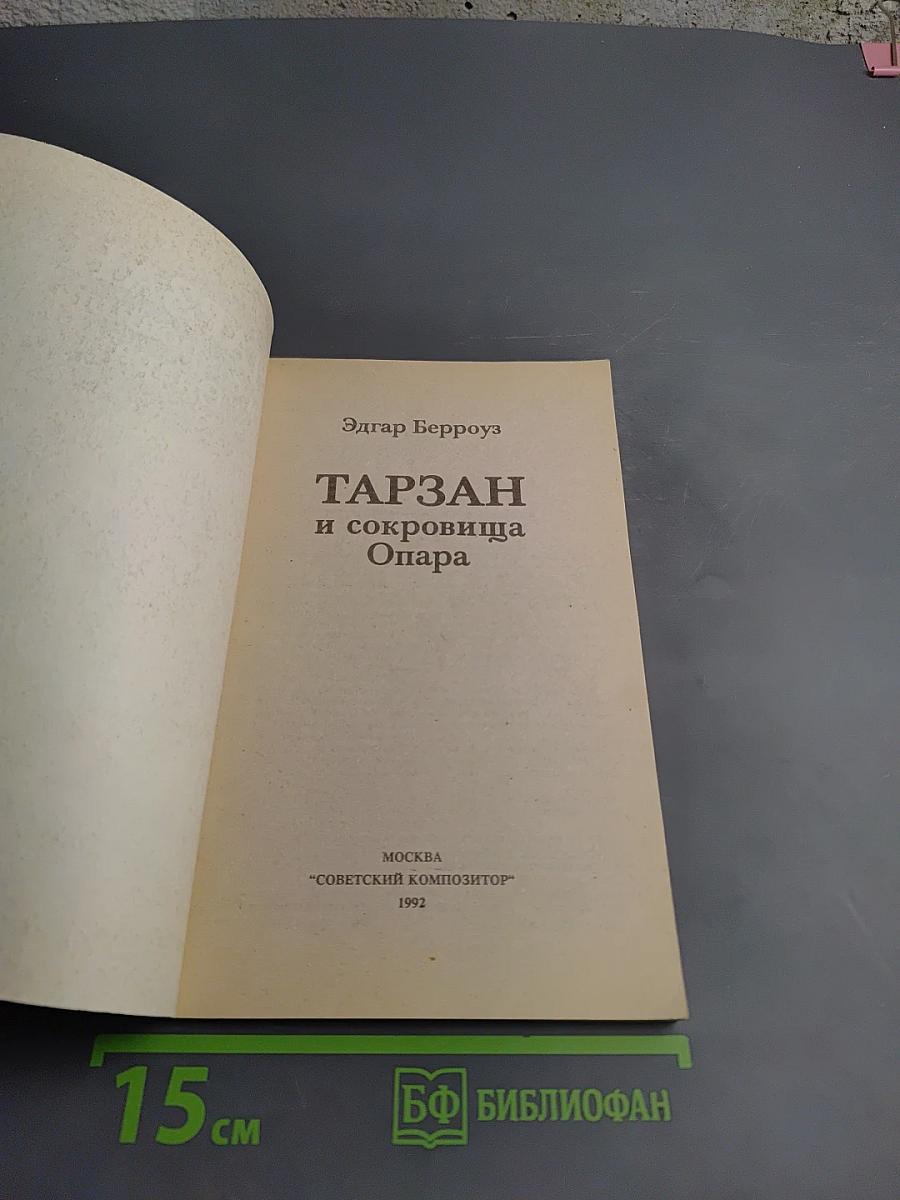 Эдгар Берроуз
ТАРЗАН
и сокровища
Опара
МОСКВА
"СОВЕТСКИЙ КОМПОЗИТОР"
1992
15 см
БФ БИБЛИОФАН